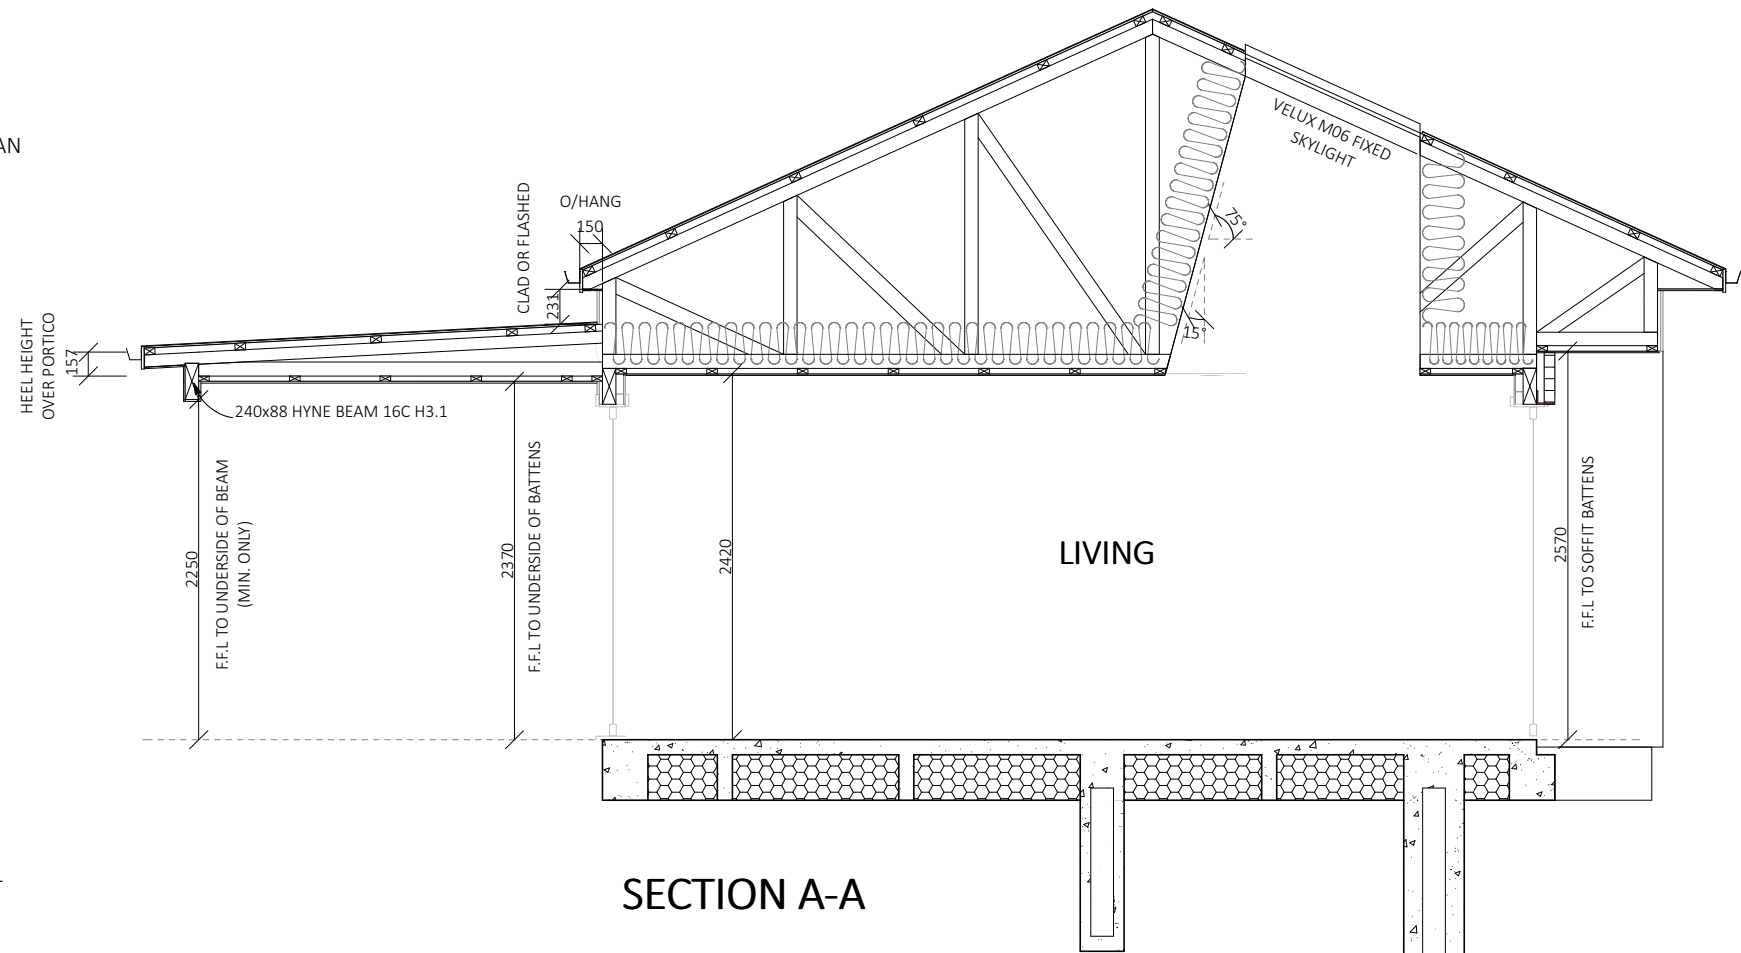 AN
VELUX M06 FIXED
SKYLIGHT
O/HANG
150
CLAD OR FLASHED
231
75°
15°
HEEL HEIGHT
OVER PORTICO
157
240x88 HYNE BEAM 16C H3.1
2250
F.F.L TO UNDERSIDE OF BEAM
(MIN. ONLY)
2370
F.F.L TO UNDERSIDE OF BATTENS
2420
LIVING
2570
F.F.L TO SOFFIT BATTENS
SECTION A-A